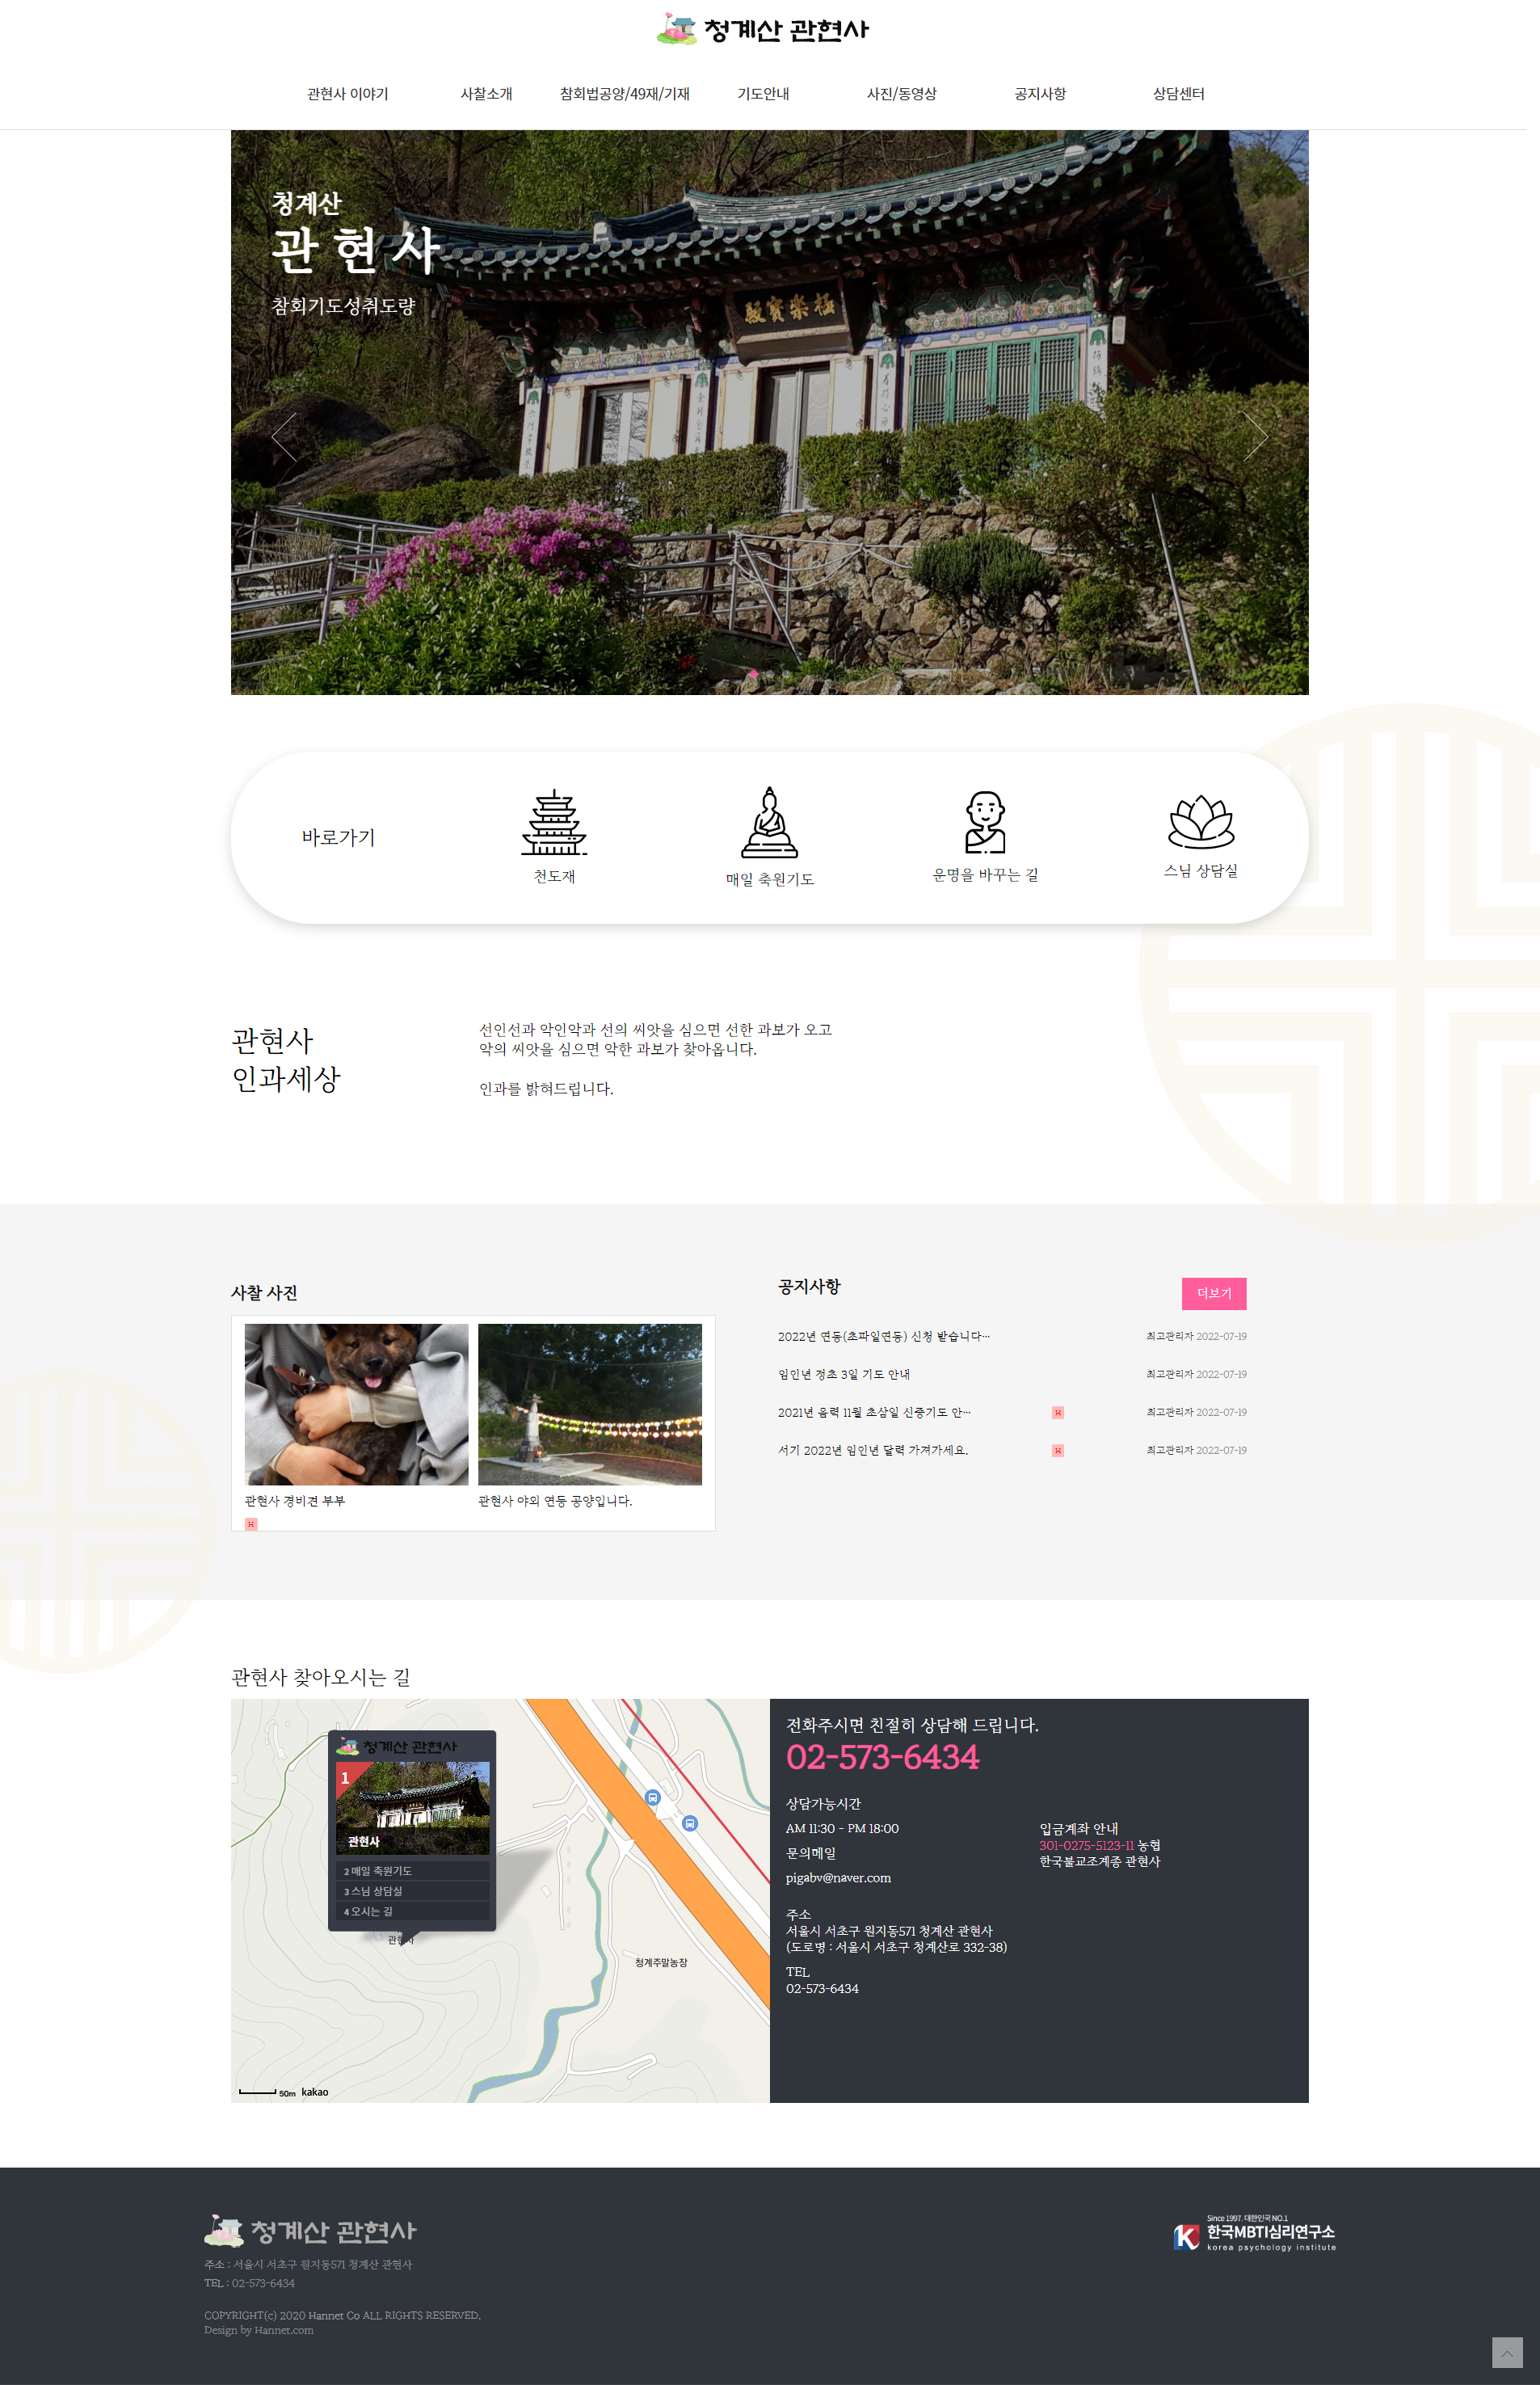 청계산 관현사
관현사 이야기 사찰소개 참회법공양/49재/기재 기도안내 사진/동영상 공지사항 상담센터
청계산
관 현 사
참회기도성취도량
殿寶樂極
바로가기
천도재
매일 축원기도
운명을 바꾸는 길
스님 상담실
관현사
인과세상
선인선과 악인악과 선의 씨앗을 심으면 선한 과보가 오고
악의 씨앗을 심으면 악한 과보가 찾아옵니다.
인과를 밝혀드립니다.
사찰 사진
관현사 경비견 부부
H
관현사 야외 연등 공양입니다.
공지사항
더보기
2022년 연등(초파일연등) 신청 받습니다… 최고관리자 2022-07-19
임인년 정초 3일 기도 안내 최고관리자 2022-07-19
2021년 음력 11월 초삼일 신중기도 안… H 최고관리자 2022-07-19
서기 2022년 임인년 달력 가져가세요. H 최고관리자 2022-07-19
관현사 찾아오시는 길
청계산 관현사
1
관현사
2 매일 축원기도
3 스님 상담실
4 오시는 길
관현사
청계주말농장
50m kakao
전화주시면 친절히 상담해 드립니다.
02-573-6434
상담가능시간
AM 11:30 - PM 18:00
문의메일
pigabv@naver.com
입금계좌 안내
301-0275-5123-11 농협
한국불교조계종 관현사
주소
서울시 서초구 원지동571 청계산 관현사
(도로명 : 서울시 서초구 청계산로 332-38)
TEL
02-573-6434
청계산 관현사
주소 : 서울시 서초구 원지동571 청계산 관현사
TEL : 02-573-6434
COPYRIGHT(c) 2020 Hannet Co ALL RIGHTS RESERVED.
Design by Hannet.com
Since 1997. 대한민국 NO.1
한국MBTI심리연구소
korea psychology institute